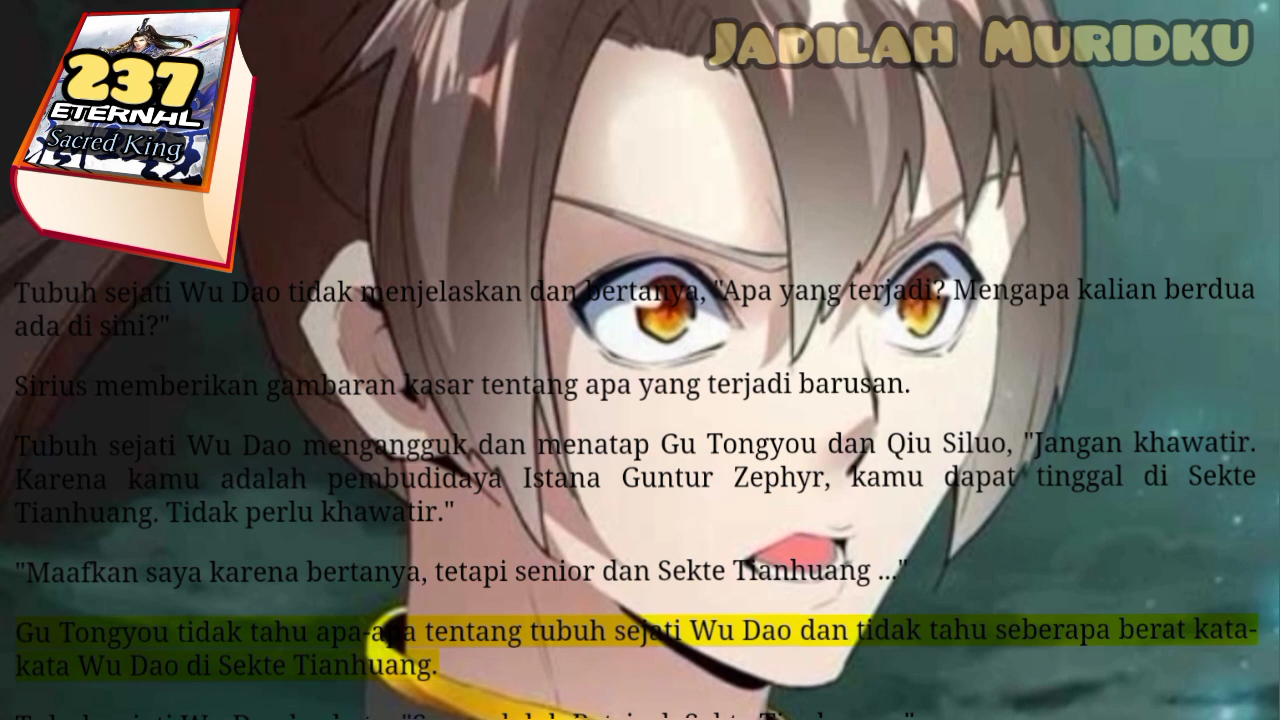 Jadilah Muridku
237
ETERNAL
Sacred King
Tubuh sejati Wu Dao tidak menjelaskan dan bertanya, "Apa yang terjadi? Mengapa kalian berdua
ada di sini?"
Sirius memberikan gambaran kasar tentang apa yang terjadi barusan.
Tubuh sejati Wu Dao mengangguk dan menatap Gu Tongyou dan Qiu Siluo, "Jangan khawatir.
Karena kamu adalah pembudidaya Istana Guntur Zephyr, kamu dapat tinggal di Sekte
Tianhuang. Tidak perlu khawatir."
"Maafkan saya karena bertanya, tetapi senior dan Sekte Tianhuang ..."
Gu Tongyou tidak tahu apa-apa tentang tubuh sejati Wu Dao dan tidak tahu seberapa berat kata-
kata Wu Dao di Sekte Tianhuang.